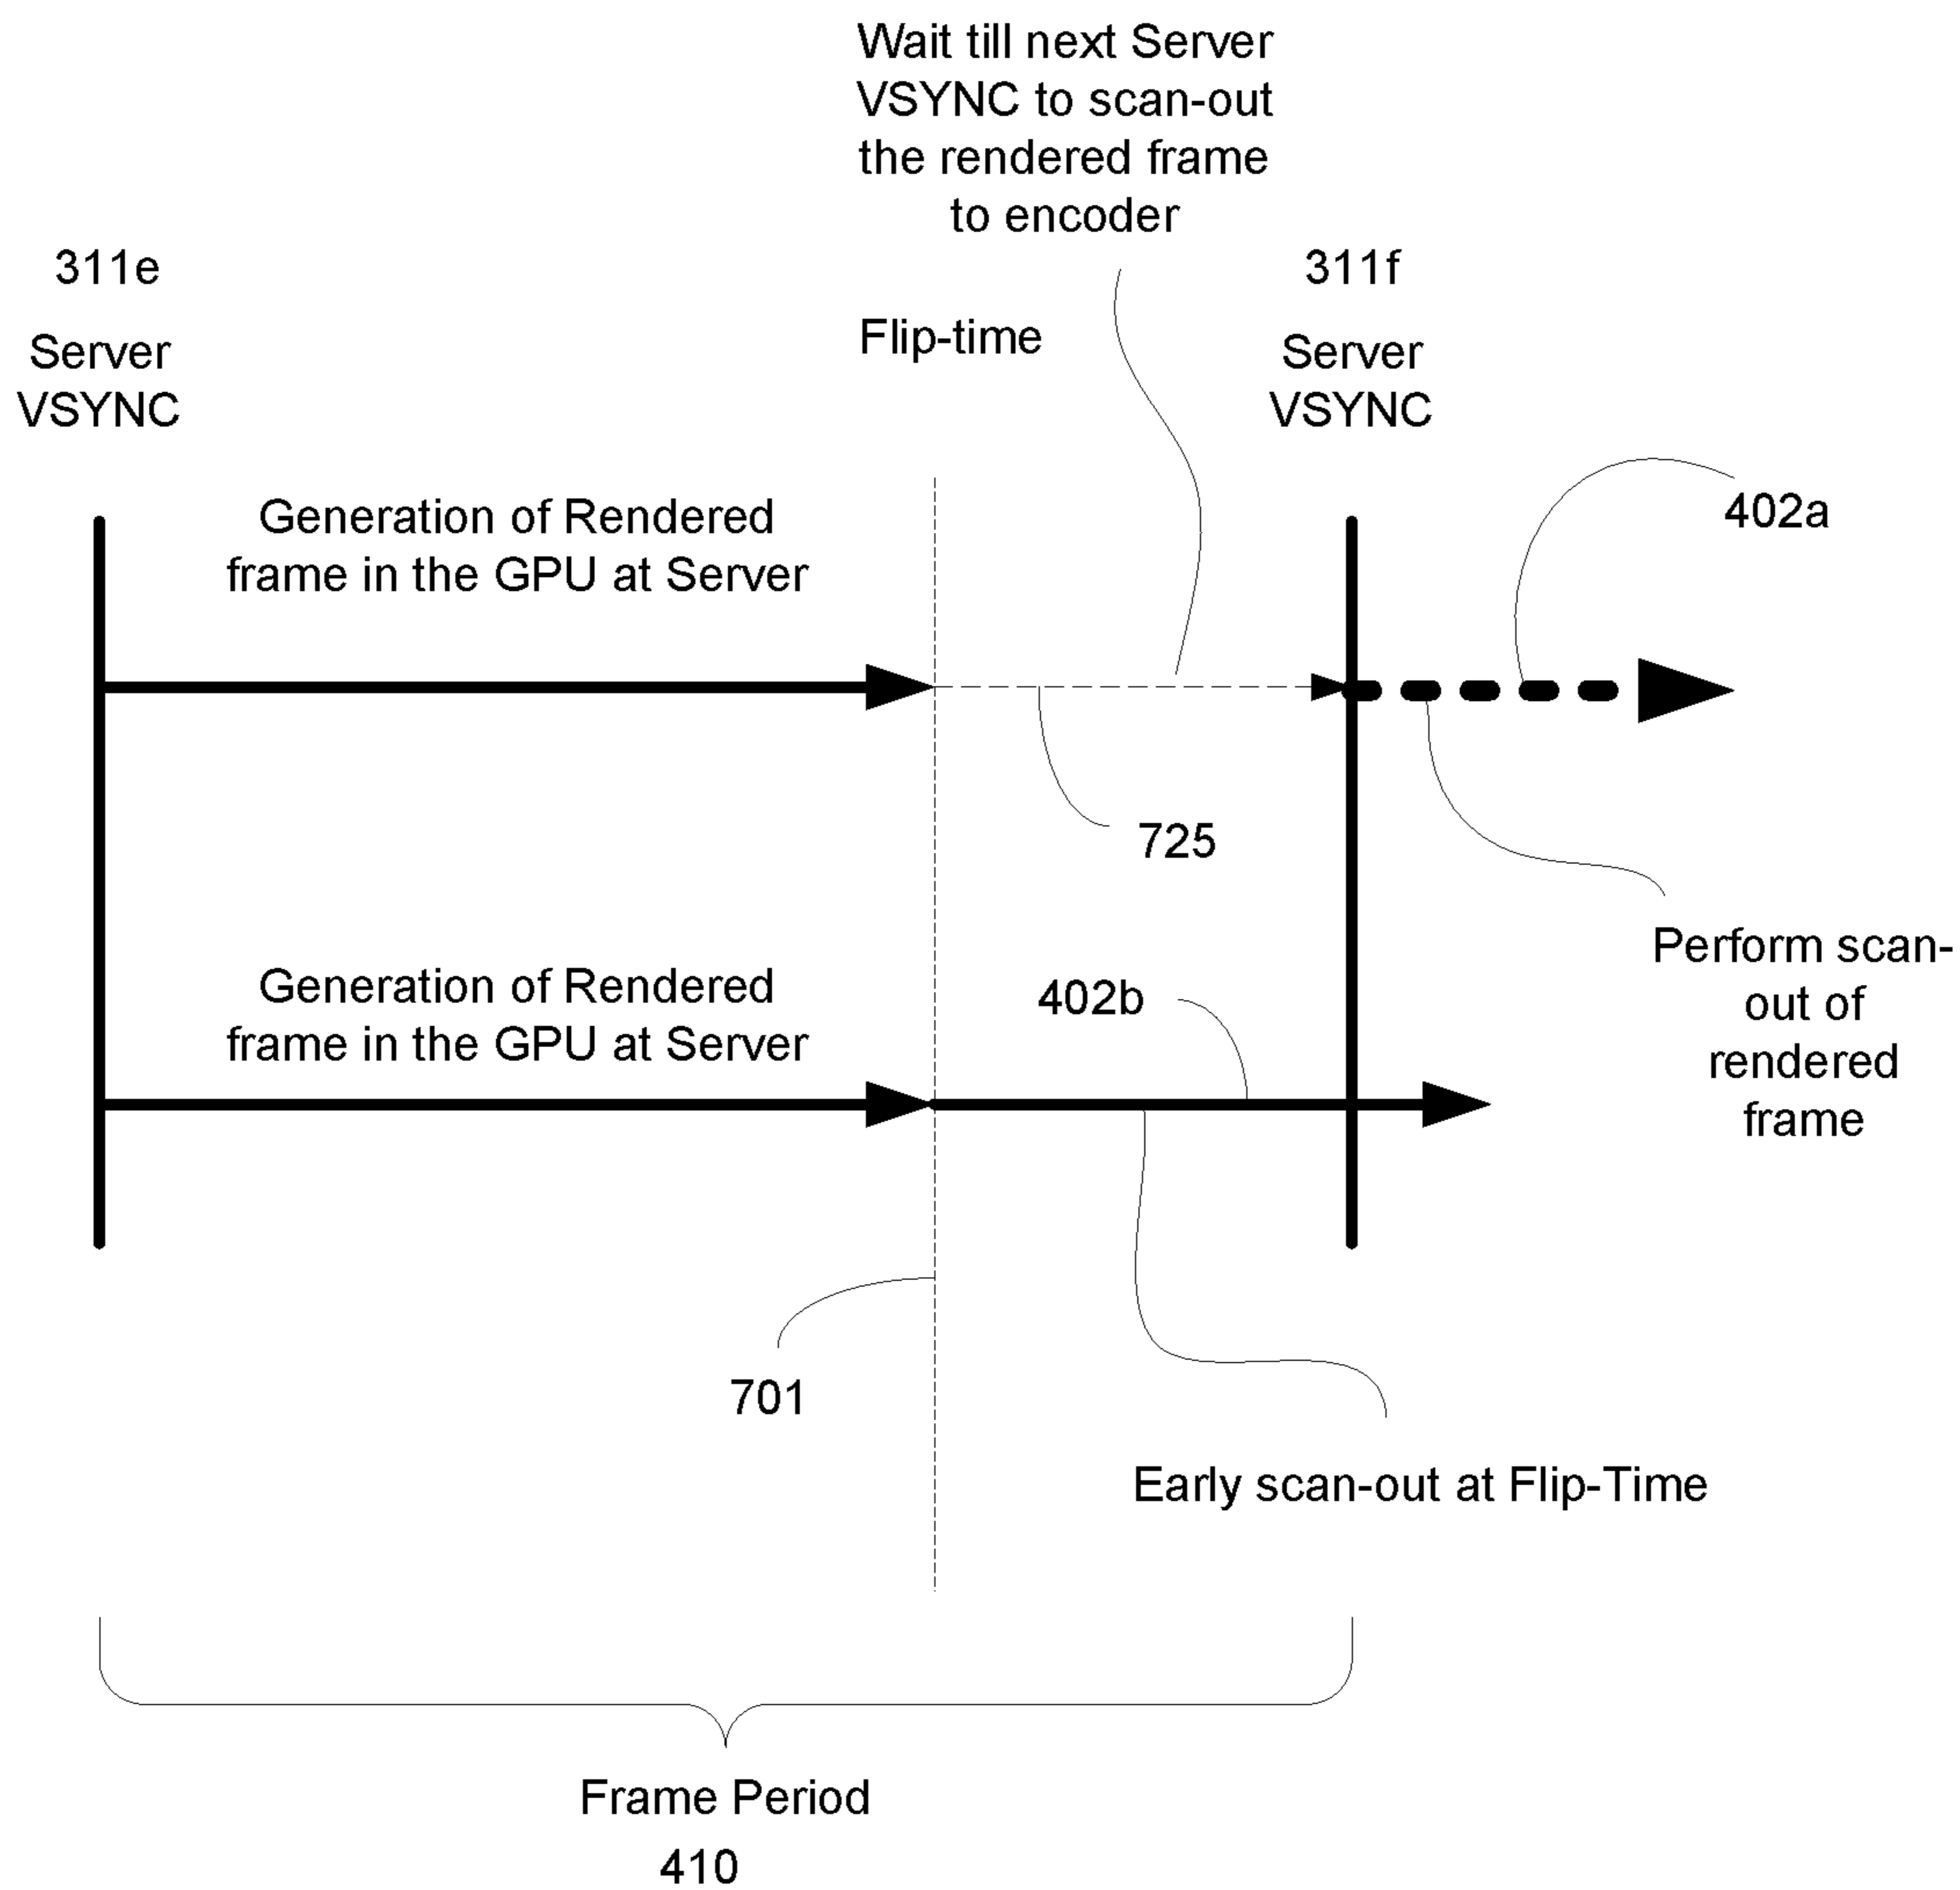 Wait till next Server
VSYNC to scan-out
the rendered frame
to encoder
311e
Server
VSYNC
Flip-time
311f
Server
VSYNC
402a
Generation of Rendered
frame in the GPU at Server
725
Perform scan-
out of
rendered
frame
Generation of Rendered
frame in the GPU at Server
402b
701
Early scan-out at Flip-Time
Frame Period
410